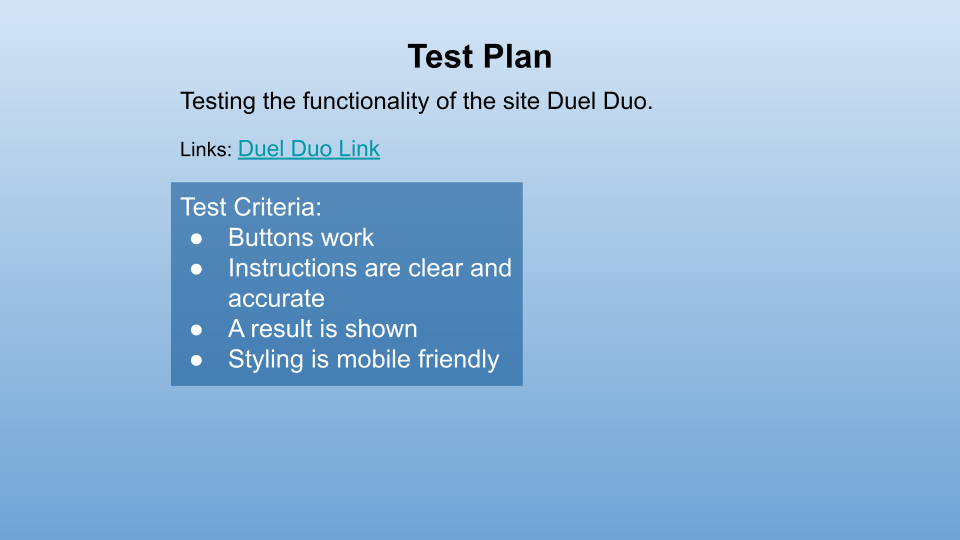 Test Plan
Testing the functionality of the site Duel Duo.
Links: Duel Duo Link
Test Criteria:
● Buttons work
● Instructions are clear and
accurate
● A result is shown
● Styling is mobile friendly